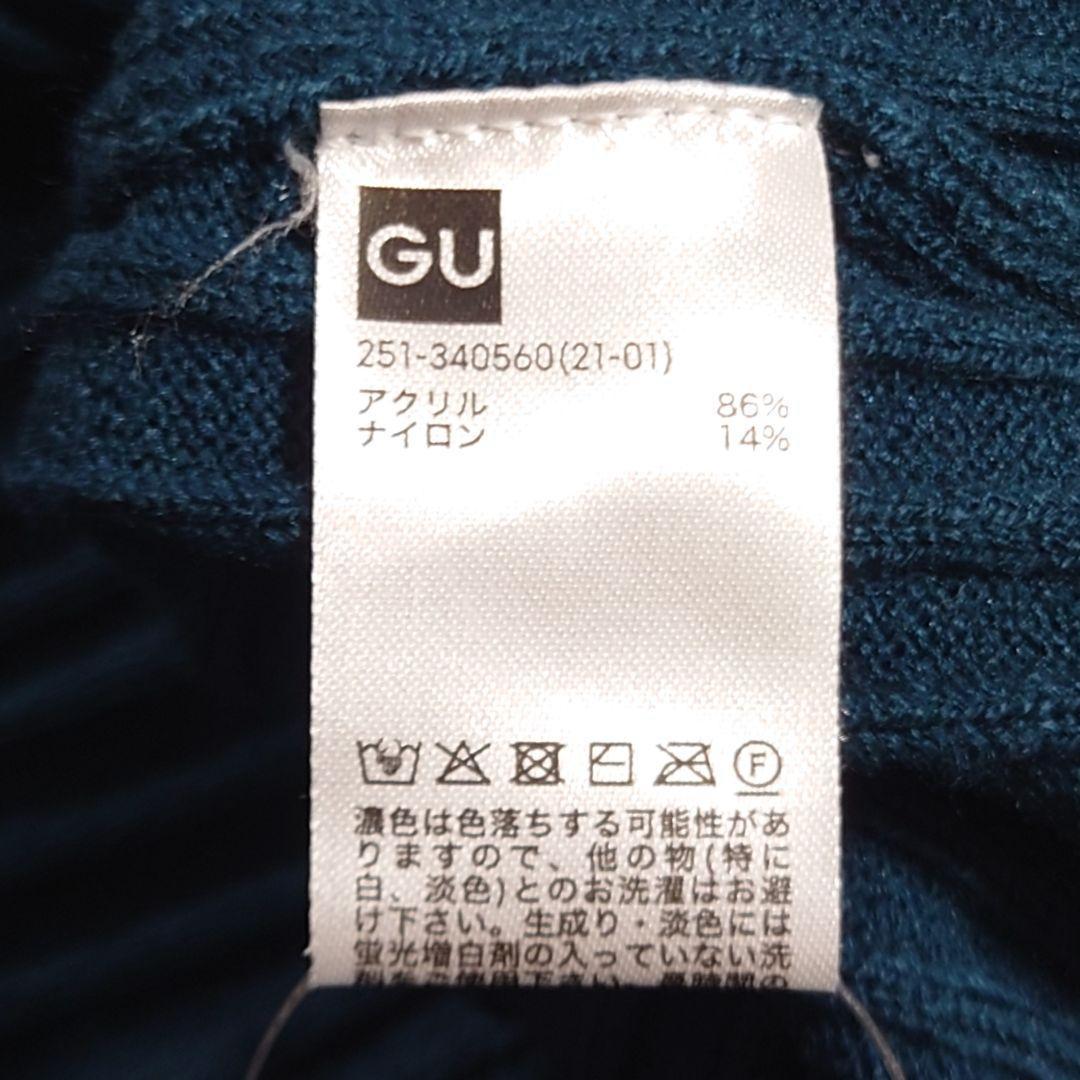 GU
251-340560(21-01)
アクリル 86%
ナイロン 14%
F
濃色は色落ちする可能性があ
りますので、他の物(特に
白、淡色)とのお洗濯はお避
け下さい。生成り・淡色には
蛍光増白剤の入っていない洗